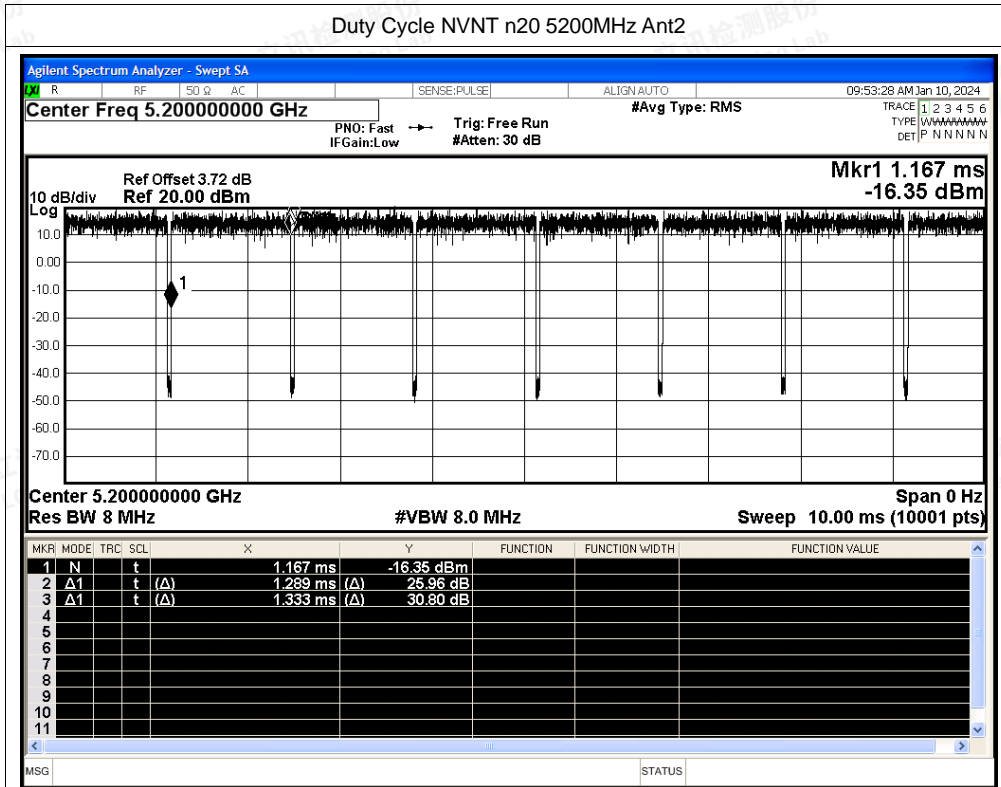 Duty Cycle NVNT n20 5200MHz Ant2
Agilent Spectrum Analyzer - Swept SA
LXI R RF 50 Ω AC SENSE:PULSE ALIGN AUTO 09:53:28 AM Jan 10, 2024
Center Freq 5.200000000 GHz #Avg Type: RMS TRACE 1 2 3 4 5 6
PNO: Fast Trig: Free Run TYPE WWWWWW
IFGain:Low #Atten: 30 dB DET P N N N N N
Mkr1 1.167 ms
Ref Offset 3.72 dB
10 dB/div Ref 20.00 dBm -16.35 dBm
Log
10.0
0.00
1
-10.0
-20.0
-30.0
-40.0
-50.0
-60.0
-70.0
Center 5.200000000 GHz Span 0 Hz
Res BW 8 MHz #VBW 8.0 MHz Sweep 10.00 ms (10001 pts)
MKR MODE TRC SCL X Y FUNCTION FUNCTION WIDTH FUNCTION VALUE
1 N t 1.167 ms -16.35 dBm
2 Δ1 t (Δ) 1.289 ms (Δ) 25.96 dB
3 Δ1 t (Δ) 1.333 ms (Δ) 30.80 dB
4
5
6
7
8
9
10
11
MSG STATUS